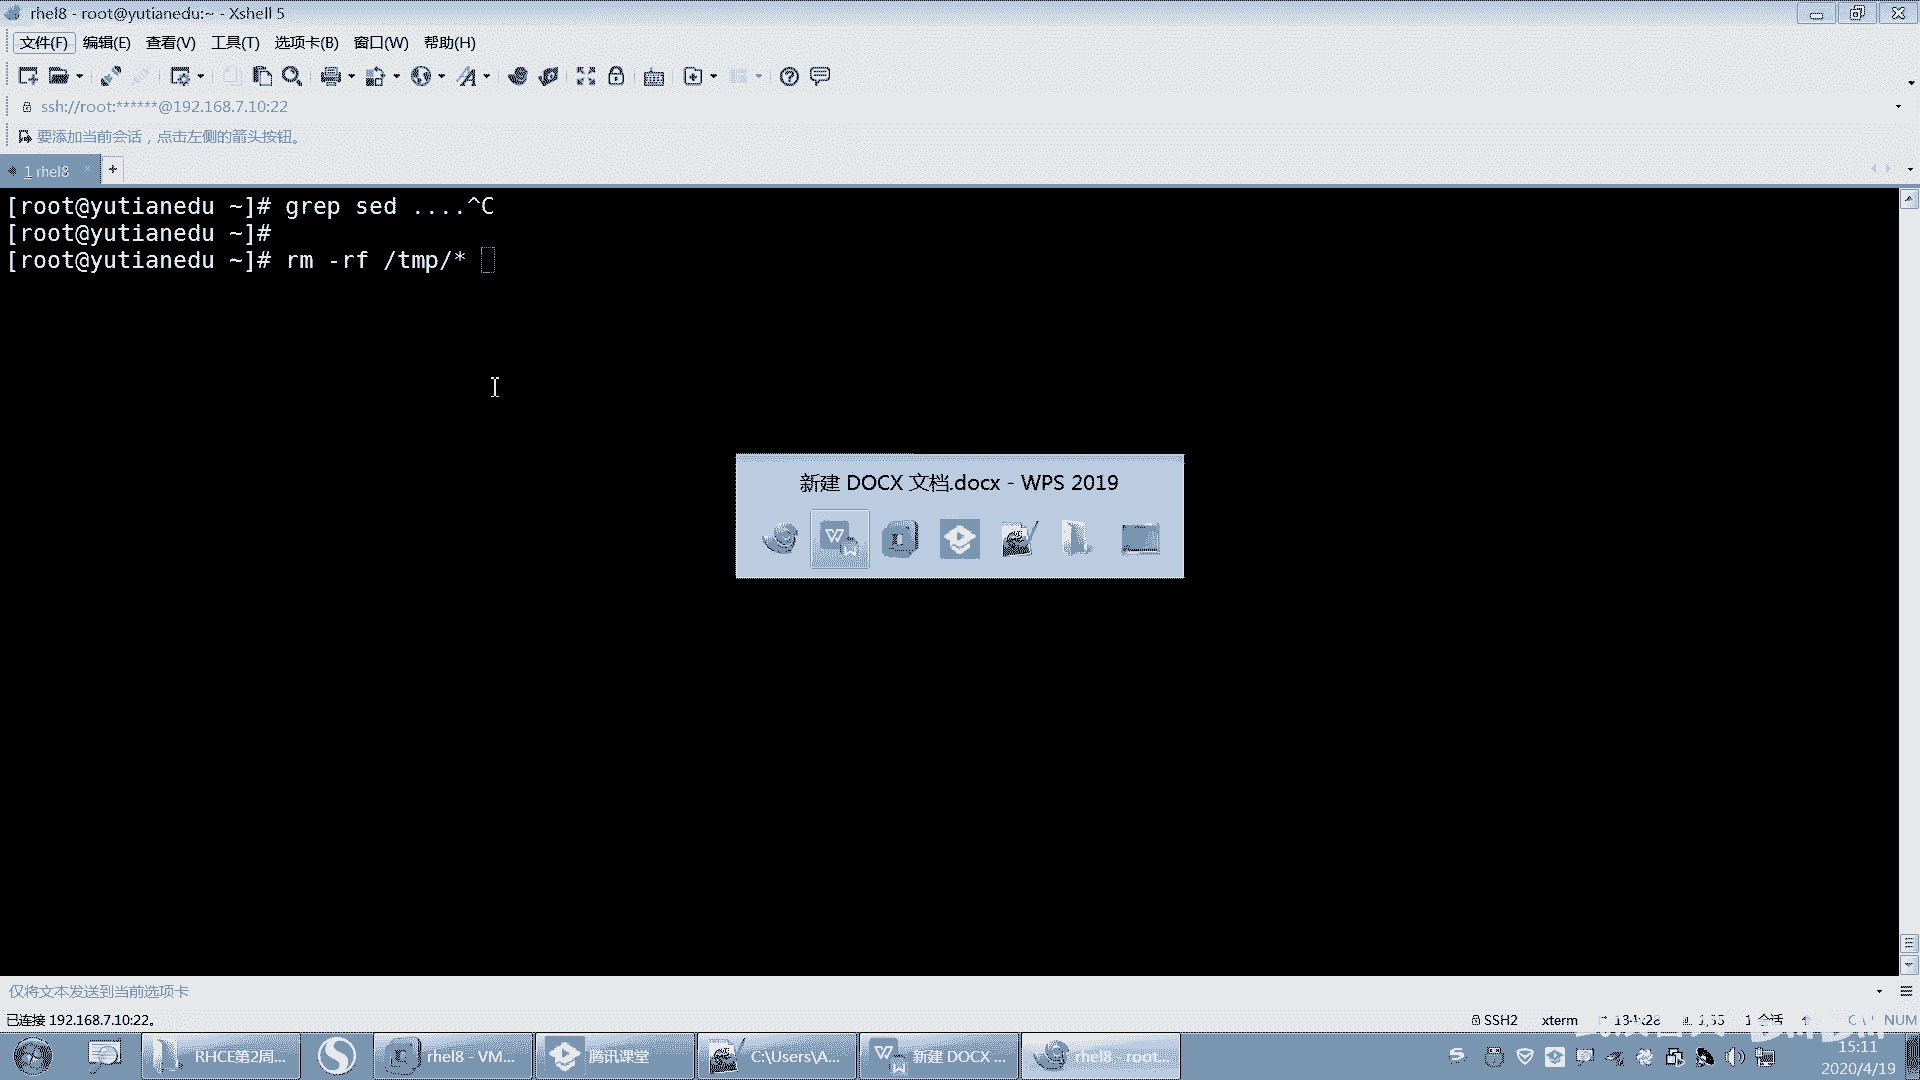 rhel8 - root@yutianedu:~ - Xshell 5
文件(F) 编辑(E) 查看(V) 工具(T) 选项卡(B) 窗口(W) 帮助(H)
ssh://root:******@192.168.7.10:22
要添加当前会话，点击左侧的箭头按钮。
1 rhel8 × +
[root@yutianedu ~]# grep sed ....^C
[root@yutianedu ~]#
[root@yutianedu ~]# rm -rf /tmp/*
新建 DOCX 文档.docx - WPS 2019
仅将文本发送到当前选项卡
已连接 192.168.7.10:22。
SSH2 xterm 134x28 1 会话 NUM
RHCE第2周... rhel8 - VM... 腾讯课堂 C:\Users\A... 新建 DOCX ... rhel8 - root...
15:11
2020/4/19